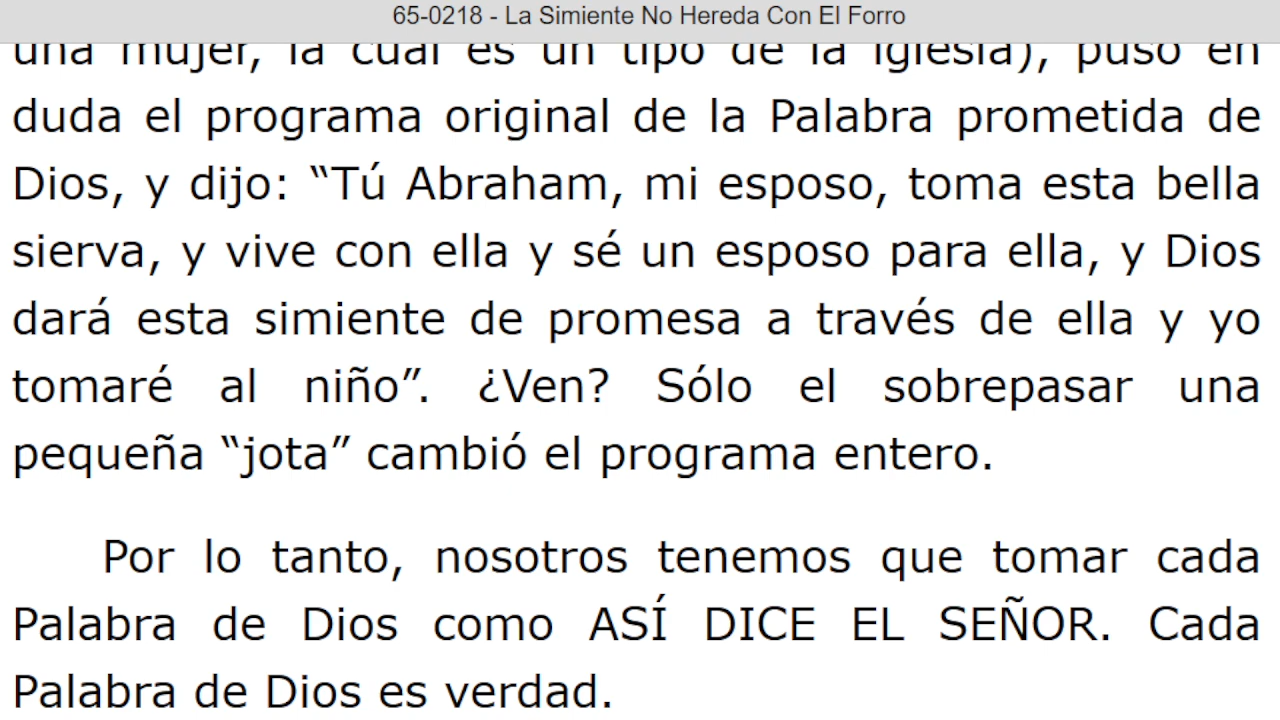 65-0218 - La Simiente No Hereda Con El Forro
una mujer, la cual es un tipo de la iglesia), puso en
duda el programa original de la Palabra prometida de
Dios, y dijo: “Tú Abraham, mi esposo, toma esta bella
sierva, y vive con ella y sé un esposo para ella, y Dios
dará esta simiente de promesa a través de ella y yo
tomaré al niño”. ¿Ven? Sólo el sobrepasar una
pequeña “jota” cambió el programa entero.
Por lo tanto, nosotros tenemos que tomar cada
Palabra de Dios como ASÍ DICE EL SEÑOR. Cada
Palabra de Dios es verdad.